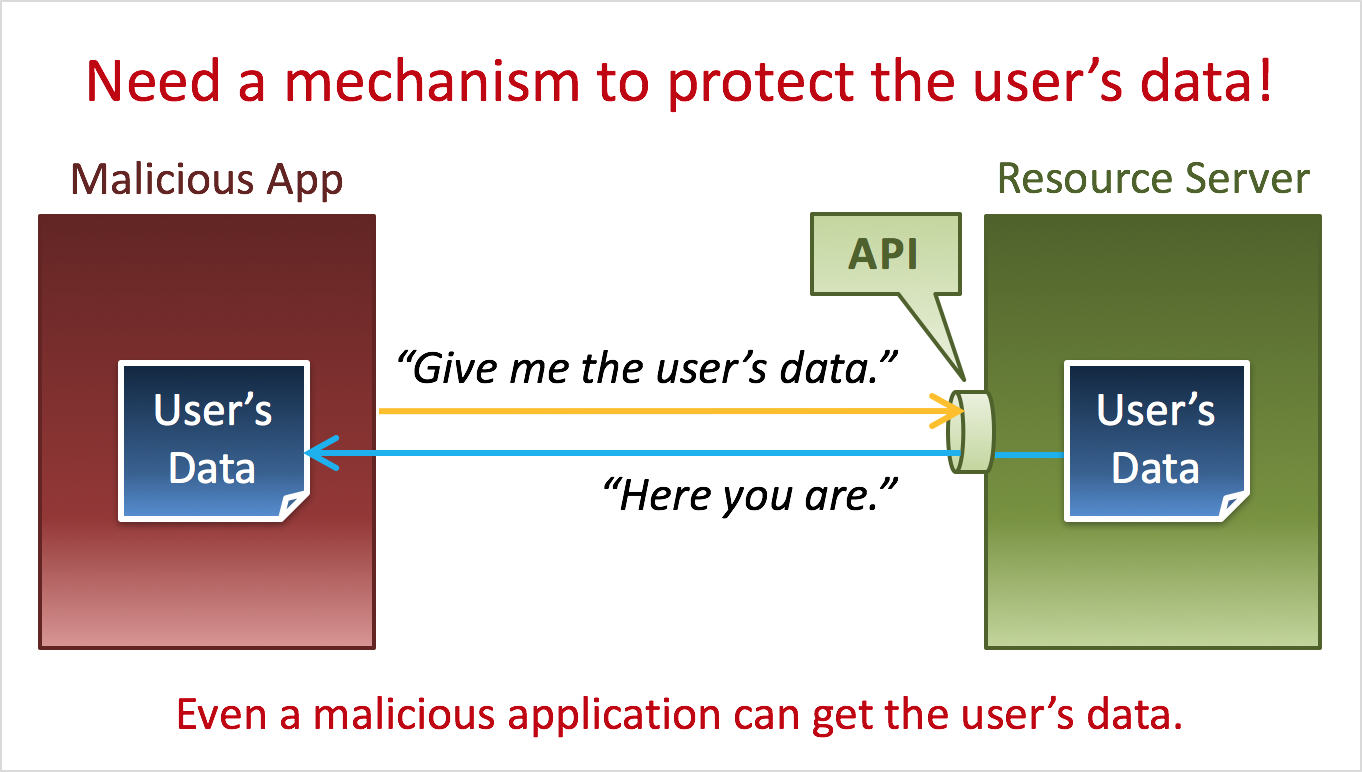 Need a mechanism to protect the user’s data!
Malicious App
Resource Server
API
“Give me the user’s data.”
User’s
Data
User’s
Data
“Here you are.”
Even a malicious application can get the user’s data.